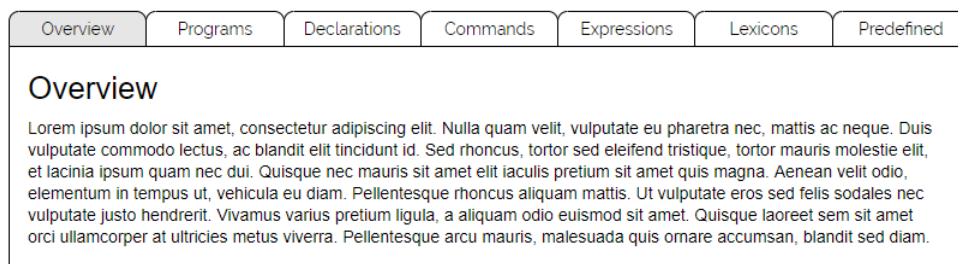 Overview Programs Declarations Commands Expressions Lexicons Predefined
Overview
Lorem ipsum dolor sit amet, consectetur adipiscing elit. Nulla quam velit, vulputate eu pharetra nec, mattis ac neque. Duis
vulputate commodo lectus, ac blandit elit tincidunt id. Sed rhoncus, tortor sed eleifend tristique, tortor mauris molestie elit,
et lacinia ipsum quam nec dui. Quisque nec mauris sit amet elit iaculis pretium sit amet quis magna. Aenean velit odio,
elementum in tempus ut, vehicula eu diam. Pellentesque rhoncus aliquam mattis. Ut vulputate eros sed felis sodales nec
vulputate justo hendrerit. Vivamus varius pretium ligula, a aliquam odio euismod sit amet. Quisque laoreet sem sit amet
orci ullamcorper at ultricies metus viverra. Pellentesque arcu mauris, malesuada quis ornare accumsan, blandit sed diam.